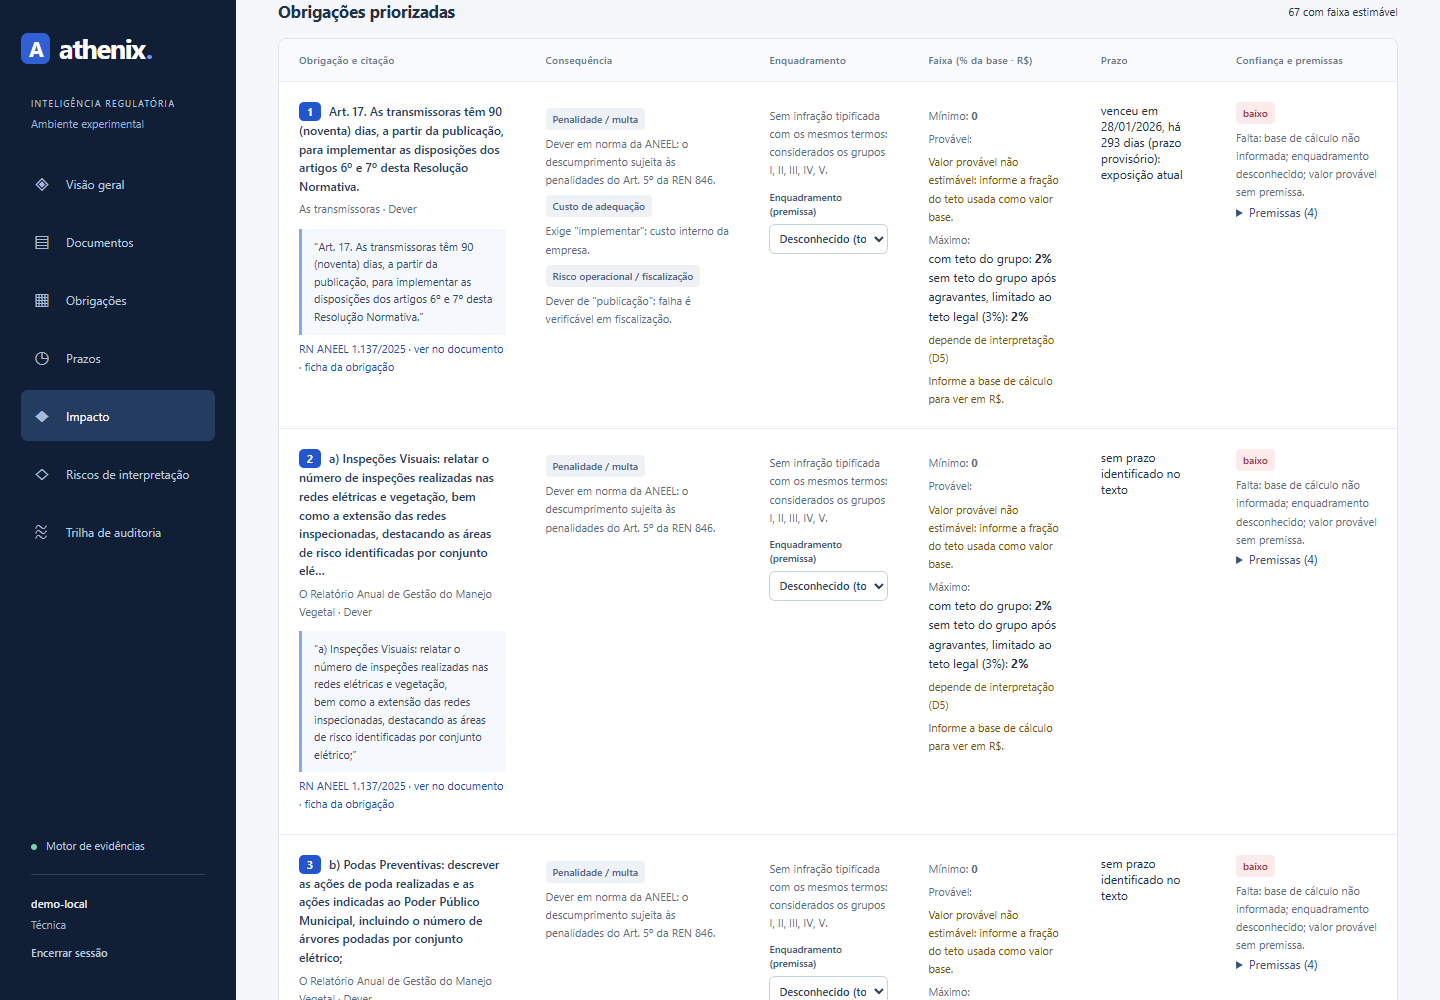 A athenix.
INTELIGÊNCIA REGULATÓRIA
Ambiente experimental
Visão geral
Documentos
Obrigações
Prazos
Impacto
Riscos de interpretação
Trilha de auditoria
Motor de evidências
demo-local
Técnica
Encerrar sessão
Obrigações priorizadas
67 com faixa estimável
Obrigação e citação
Consequência
Enquadramento
Faixa (% da base · R$)
Prazo
Confiança e premissas
1 Art. 17. As transmissoras têm 90
(noventa) dias, a partir da publicação,
para implementar as disposições dos
artigos 6º e 7º desta Resolução
Normativa.
As transmissoras · Dever
“Art. 17. As transmissoras têm 90
(noventa) dias, a partir da
publicação, para implementar as
disposições dos artigos 6º e 7º desta
Resolução Normativa.”
RN ANEEL 1.137/2025 · ver no documento
· ficha da obrigação
Penalidade / multa
Dever em norma da ANEEL: o
descumprimento sujeita às
penalidades do Art. 5º da REN 846.
Custo de adequação
Exige "implementar": custo interno da
empresa.
Risco operacional / fiscalização
Dever de "publicação": falha é
verificável em fiscalização.
Sem infração tipificada
com os mesmos termos:
considerados os grupos
I, II, III, IV, V.
Enquadramento
(premissa)
Desconhecido (to
Mínimo: 0
Provável:
Valor provável não
estimável: informe a fração
do teto usada como valor
base.
Máximo:
com teto do grupo: 2%
sem teto do grupo após
agravantes, limitado ao
teto legal (3%): 2%
depende de interpretação
(D5)
Informe a base de cálculo
para ver em R$.
venceu em
28/01/2026, há
293 dias (prazo
provisório):
exposição atual
baixo
Falta: base de cálculo não
informada; enquadramento
desconhecido; valor provável
sem premissa.
Premissas (4)
2 a) Inspeções Visuais: relatar o
número de inspeções realizadas nas
redes elétricas e vegetação, bem
como a extensão das redes
inspecionadas, destacando as áreas
de risco identificadas por conjunto
elé...
O Relatório Anual de Gestão do Manejo
Vegetal · Dever
“a) Inspeções Visuais: relatar o
número de inspeções realizadas nas
redes elétricas e vegetação,
bem como a extensão das redes
inspecionadas, destacando as áreas
de risco identificadas por conjunto
elétrico;”
RN ANEEL 1.137/2025 · ver no documento
· ficha da obrigação
Penalidade / multa
Dever em norma da ANEEL: o
descumprimento sujeita às
penalidades do Art. 5º da REN 846.
Sem infração tipificada
com os mesmos termos:
considerados os grupos
I, II, III, IV, V.
Enquadramento
(premissa)
Desconhecido (to
Mínimo: 0
Provável:
Valor provável não
estimável: informe a fração
do teto usada como valor
base.
Máximo:
com teto do grupo: 2%
sem teto do grupo após
agravantes, limitado ao
teto legal (3%): 2%
depende de interpretação
(D5)
Informe a base de cálculo
para ver em R$.
sem prazo
identificado no
texto
baixo
Falta: base de cálculo não
informada; enquadramento
desconhecido; valor provável
sem premissa.
Premissas (4)
3 b) Podas Preventivas: descrever
as ações de poda realizadas e as
ações indicadas ao Poder Público
Municipal, incluindo o número de
árvores podadas por conjunto
elétrico;
O Relatório Anual de Gestão do Manejo
Vegetal · Dever
Penalidade / multa
Dever em norma da ANEEL: o
descumprimento sujeita às
penalidades do Art. 5º da REN 846.
Sem infração tipificada
com os mesmos termos:
considerados os grupos
I, II, III, IV, V.
Enquadramento
(premissa)
Desconhecido (to
Mínimo: 0
Provável:
Valor provável não
estimável: informe a fração
do teto usada como valor
base.
Máximo:
sem prazo
identificado no
texto
baixo
Falta: base de cálculo não
informada; enquadramento
desconhecido; valor provável
sem premissa.
Premissas (4)